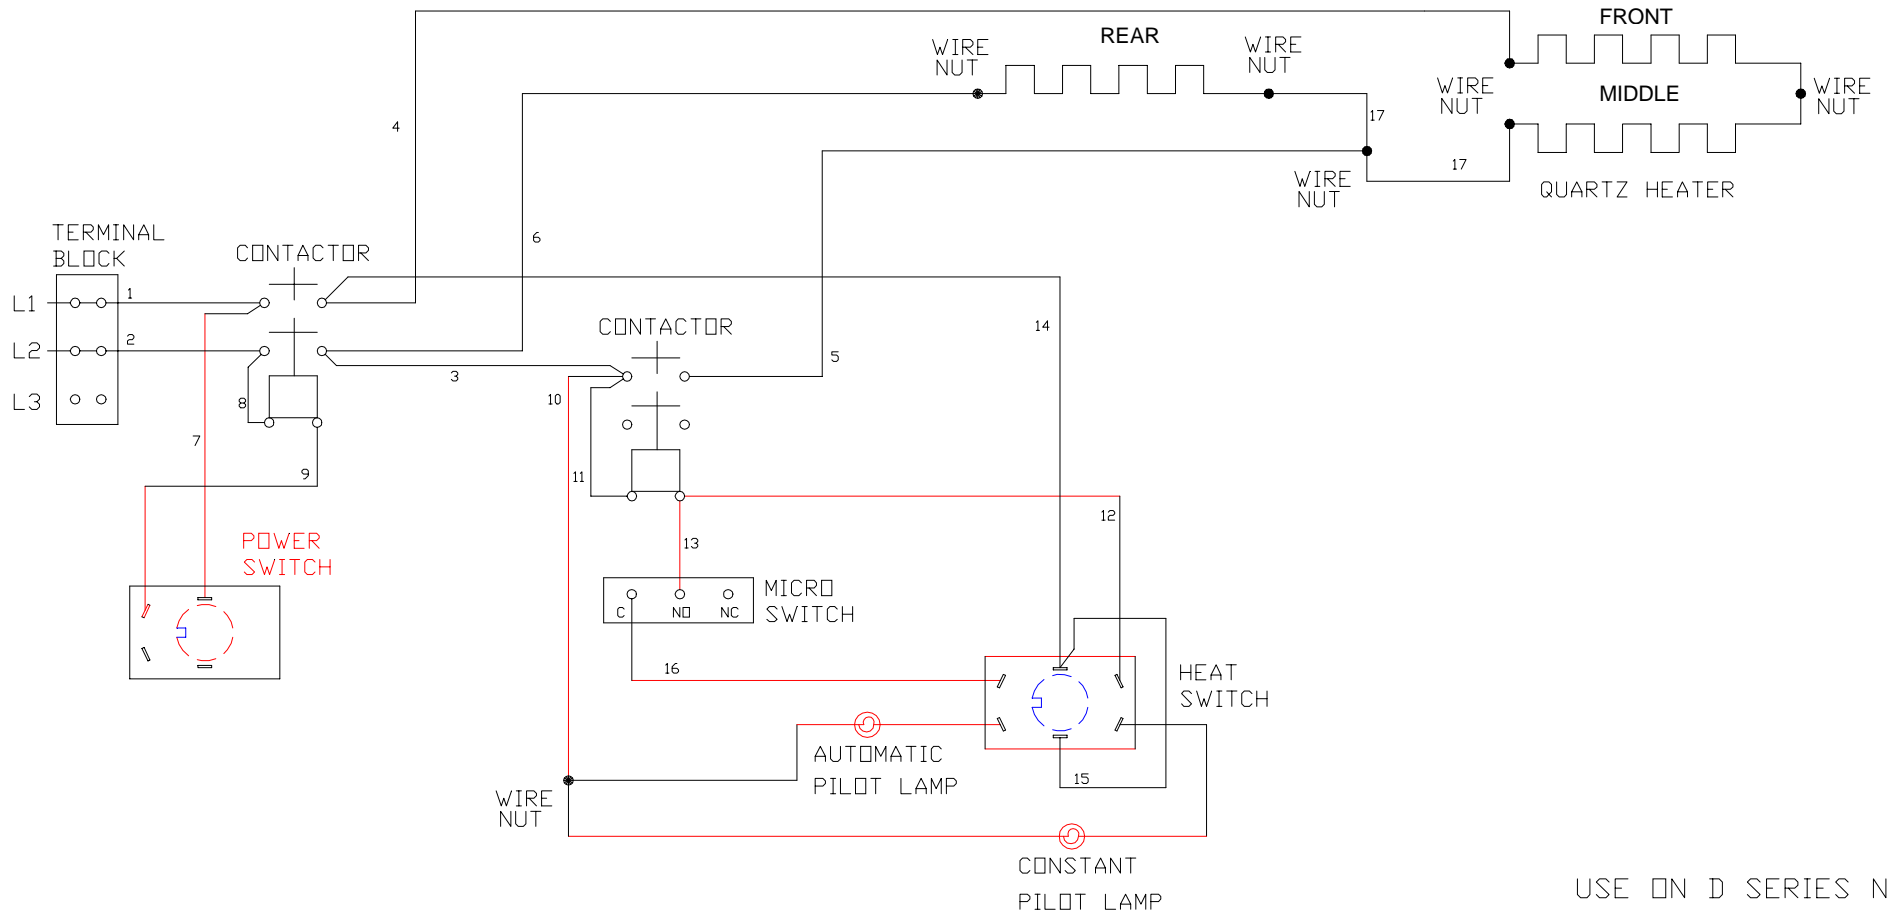 FRONT
REAR
WIRE
NUT
WIRE
NUT
WIRE
NUT
MIDDLE
WIRE
NUT
4
17
17
WIRE
NUT
QUARTZ HEATER
TERMINAL
BLOCK
CONTACTOR
6
L1
1
L2
2
L3
CONTACTOR
14
5
3
10
8
7
9
11
12
13
POWER
SWITCH
MICRO
SWITCH
C
NO
NC
16
HEAT
SWITCH
AUTOMATIC
PILOT LAMP
15
WIRE
NUT
CONSTANT
PILOT LAMP
USE ON D SERIES N